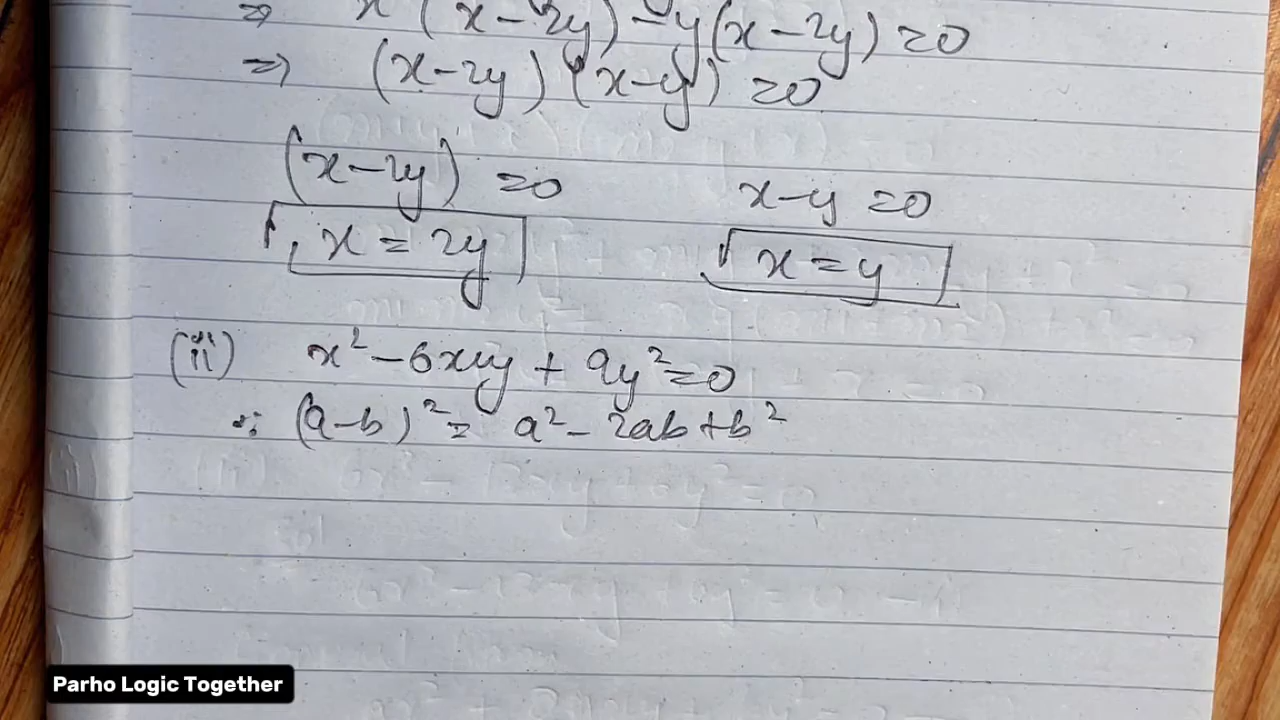 ⇒ x(x-2y)-y(x-2y)=0
⇒ (x-2y)(x-y)=0
(x-2y)=0 x-y=0
x=2y x=y
(ii) x²-6xy+9y²=0
∵ (a-b)²= a²-2ab+b²
Parho Logic Together